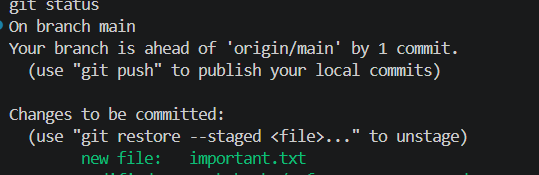 git status
On branch main
Your branch is ahead of 'origin/main' by 1 commit.
(use "git push" to publish your local commits)
Changes to be committed:
(use "git restore --staged <file>..." to unstage)
new file: important.txt